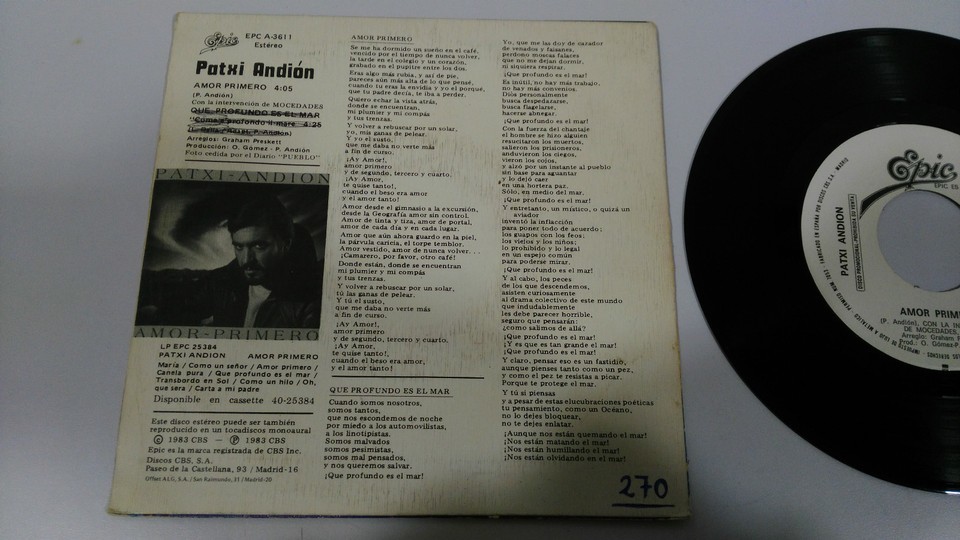 Epic
EPC A-3611
Estéreo
Patxi Andión
AMOR PRIMERO 4:05
(P. Andión)
Con la intervención de MOCEDADES
QUE PROFUNDO ES EL MAR
"Com'è profondo il mare" 4:25
Arreglos: Graham Preskett
Producción: O. Gómez - P. Andión
Foto cedida por el Diario "PUEBLO"
PATXI-ANDION
AMOR-PRIMERO
LP EPC 25384
PATXI ANDION AMOR PRIMERO
María / Como un señor / Amor primero /
Canela pura / Que profundo es el mar /
Transbordo en Sol / Como un hilo / Oh,
que sera / Carta a mi padre
Disponible en cassette 40-25384
Este disco estéreo puede ser también
reproducido en un tocadiscos monoaural
© 1983 CBS - Ⓟ 1983 CBS
Epic es la marca registrada de CBS Inc.
Discos CBS, S.A.
Paseo de la Castellana, 93 / Madrid-16
Offset ALG, S.A. / San Raimundo, 31 / Madrid-20
AMOR PRIMERO
Se me ha dormido un sueño en el café,
vencido por el tiempo de nunca volver,
la tarde en el colegio y un corazón,
grabado en el pupitre entre los dos.
Eras algo más rubia, y así de pie,
pareces aún más alta de lo que pensé,
cuando tu eras la envidia y yo el porqué,
que tu padre decía, te iba a perder.
Quiero echar la vista atrás,
donde se encuentran,
mi plumier y mi compás
y tus trenzas.
Y volver a rebuscar por un solar,
yo, mis ganas de pelear.
Y yo el susto,
que me daba no verte más
a fin de curso.
¡Ay Amor!,
amor primero
y de segundo, tercero y cuarto.
¡Ay Amor,
te quise tanto!,
cuando el beso era amor
y el amor tanto!
Amor desde el gimnasio a la excursión,
desde la Geografía amor sin control.
Amor de tinta y tiza, amor de portal,
amor de cada día y en cada lugar.
Amor que aún ahora guardo en la piel,
la párvula caricia, el torpe temblor.
Amor vestido, amor de nunca volver...
¡Camarero, por favor, otro café!
Donde están, donde se encuentran
mi plumier y mi compás
y tus trenzas.
Y volver a rebuscar por un solar,
tú las ganas de pelear.
Y tú el susto,
que me daba no verte más
a fin de curso.
¡Ay Amor!,
amor primero
y de segundo, tercero y cuarto,
¡Ay Amor,
te quise tanto!,
cuando el beso era amor,
y el amor tanto!
QUE PROFUNDO ES EL MAR
Cuando somos nosotros,
somos tantos,
que nos escondemos de noche
por miedo a los automovilistas,
a los linotipistas.
Somos malvados
somos pesimistas.
somos mal pensados,
y nos queremos salvar.
¡Que profundo es el mar!
Yo, que me las doy de cazador
de venados y faisanes,
perdono moscas falaces
que no me dejan dormir,
ni siquiera respirar.
¡Que profundo es el mar!
Es inútil, no hay más trabajo,
no hay más convenios.
Dios personalmente
busca despedazarse,
busca flagelarse,
hacerse abnegar.
¡Que profundo es el mar!
Con la fuerza del chantaje
el hombre se hizo alguien
resucitaron los muertos,
salieron los prisioneros,
anduvieron los ciegos,
vieron los cojos,
y alzó por un instante al pueblo
sin base para aguantar
y lo dejó caer
en una hortera paz.
Sólo, en medio del mar.
¡Que profundo es el mar!
Y entretanto, un místico, o quizá un
aviador
inventó la inflacción
para poner todo de acuerdo;
los guapos con los feos;
los viejos y los niños;
lo prohibido y lo legal
en un espejo común
para poderse mirar.
¡Que profundo es el mar!
Y al cabo, los peces
de los que descendemos,
asisten curiosamente
al drama colectivo de este mundo
que indudablemente
les debe parecer horrible,
seguro que pensarán:
¿como salimos de allá?
¡Que profundo es el mar!
¡Y es que es tan grande el mar!
¡Que profundo es el mar!
Y claro, pensar eso es un fastidio,
aunque pienses tanto como un pez,
y como el pez te resistas a picar.
Porque te protege el mar.
Y tú si piensas
y a pesar de estas elucubraciones poéticas
tu pensamiento, como un Océano,
no lo dejes bloquear,
no te dejes enlatar.
¡Aunque nos están quemando el mar!
¡Nos están matando el mar!
¡Nos están humillando el mar!
¡Nos están olvidando en el mar!
270
Epic
PATXI ANDION
AMOR PRIM